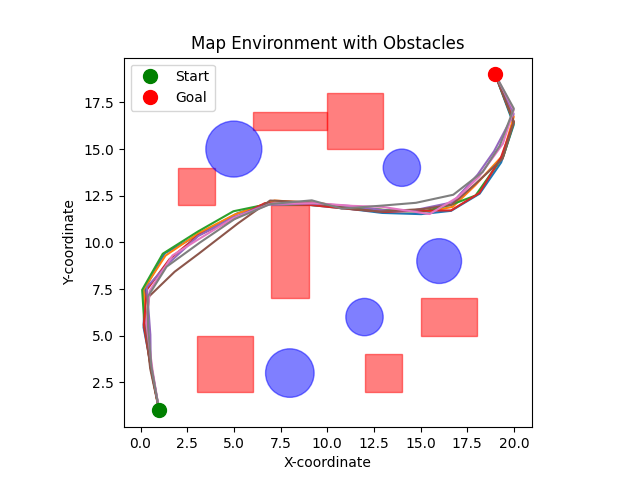 Map Environment with Obstacles
Start
Goal
17.5
15.0
12.5
10.0
7.5
5.0
2.5
Y-coordinate
0.0 2.5 5.0 7.5 10.0 12.5 15.0 17.5 20.0
X-coordinate